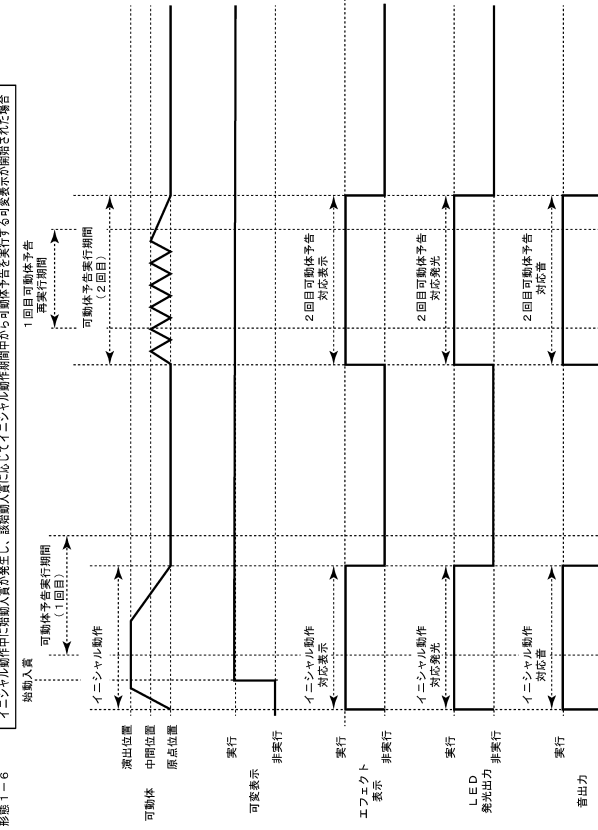 形態１－６
イニシャル動作中に始動入賞が発生し、該始動入賞に応じてイニシャル動作期間中から可動体予告を実行する可変表示が開始された場合
始動入賞
可動体予告実行期間
（１回目）
１回目可動体予告
再実行期間
可動体予告実行期間
（２回目）
可動体
演出位置
中間位置
原点位置
イニシャル動作
可変表示
実行
非実行
エフェクト
表示
実行
非実行
イニシャル動作
対応表示
２回目可動体予告
対応表示
ＬＥＤ
発光出力
実行
非実行
イニシャル動作
対応発光
２回目可動体予告
対応発光
音出力
実行
イニシャル動作
対応音
２回目可動体予告
対応音